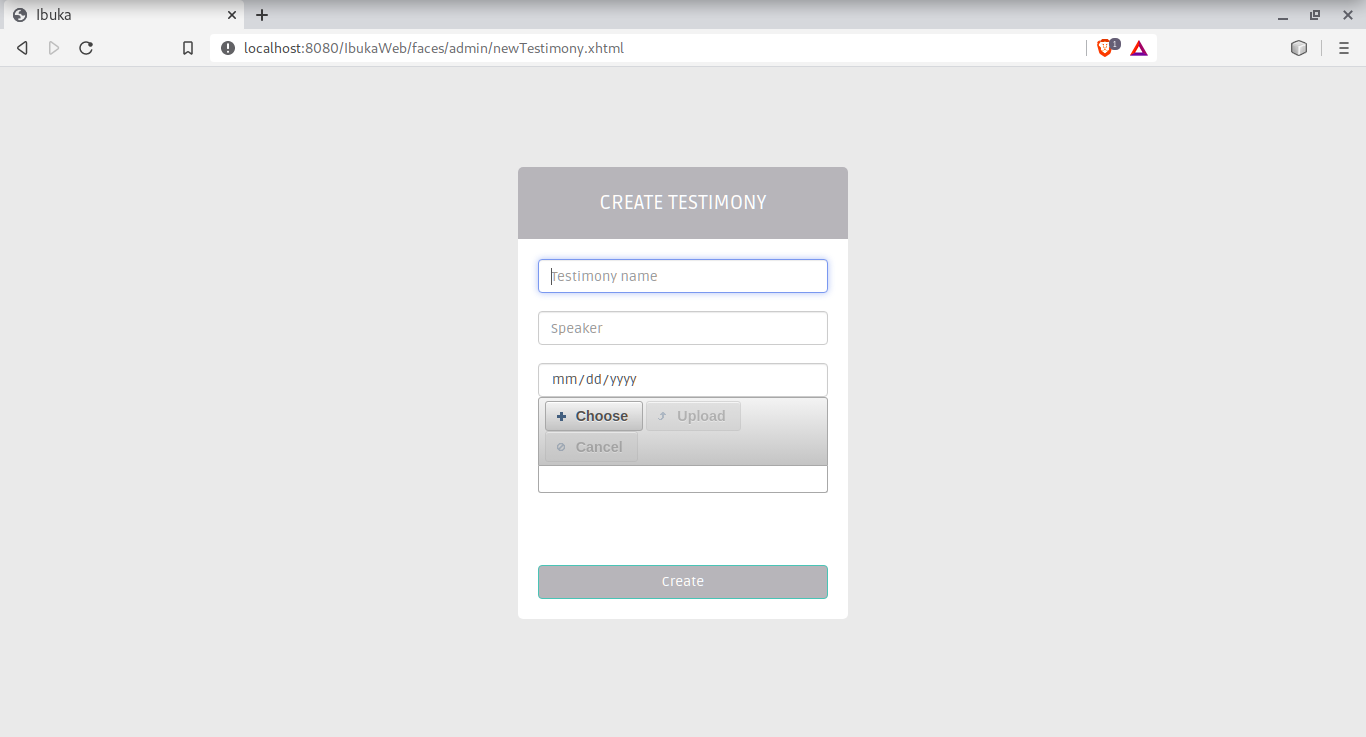 Ibuka
localhost:8080/IbukaWeb/faces/admin/newTestimony.xhtml
1
CREATE TESTIMONY
Testimony name
Speaker
mm/dd/yyyy
Choose Upload
Cancel
Create